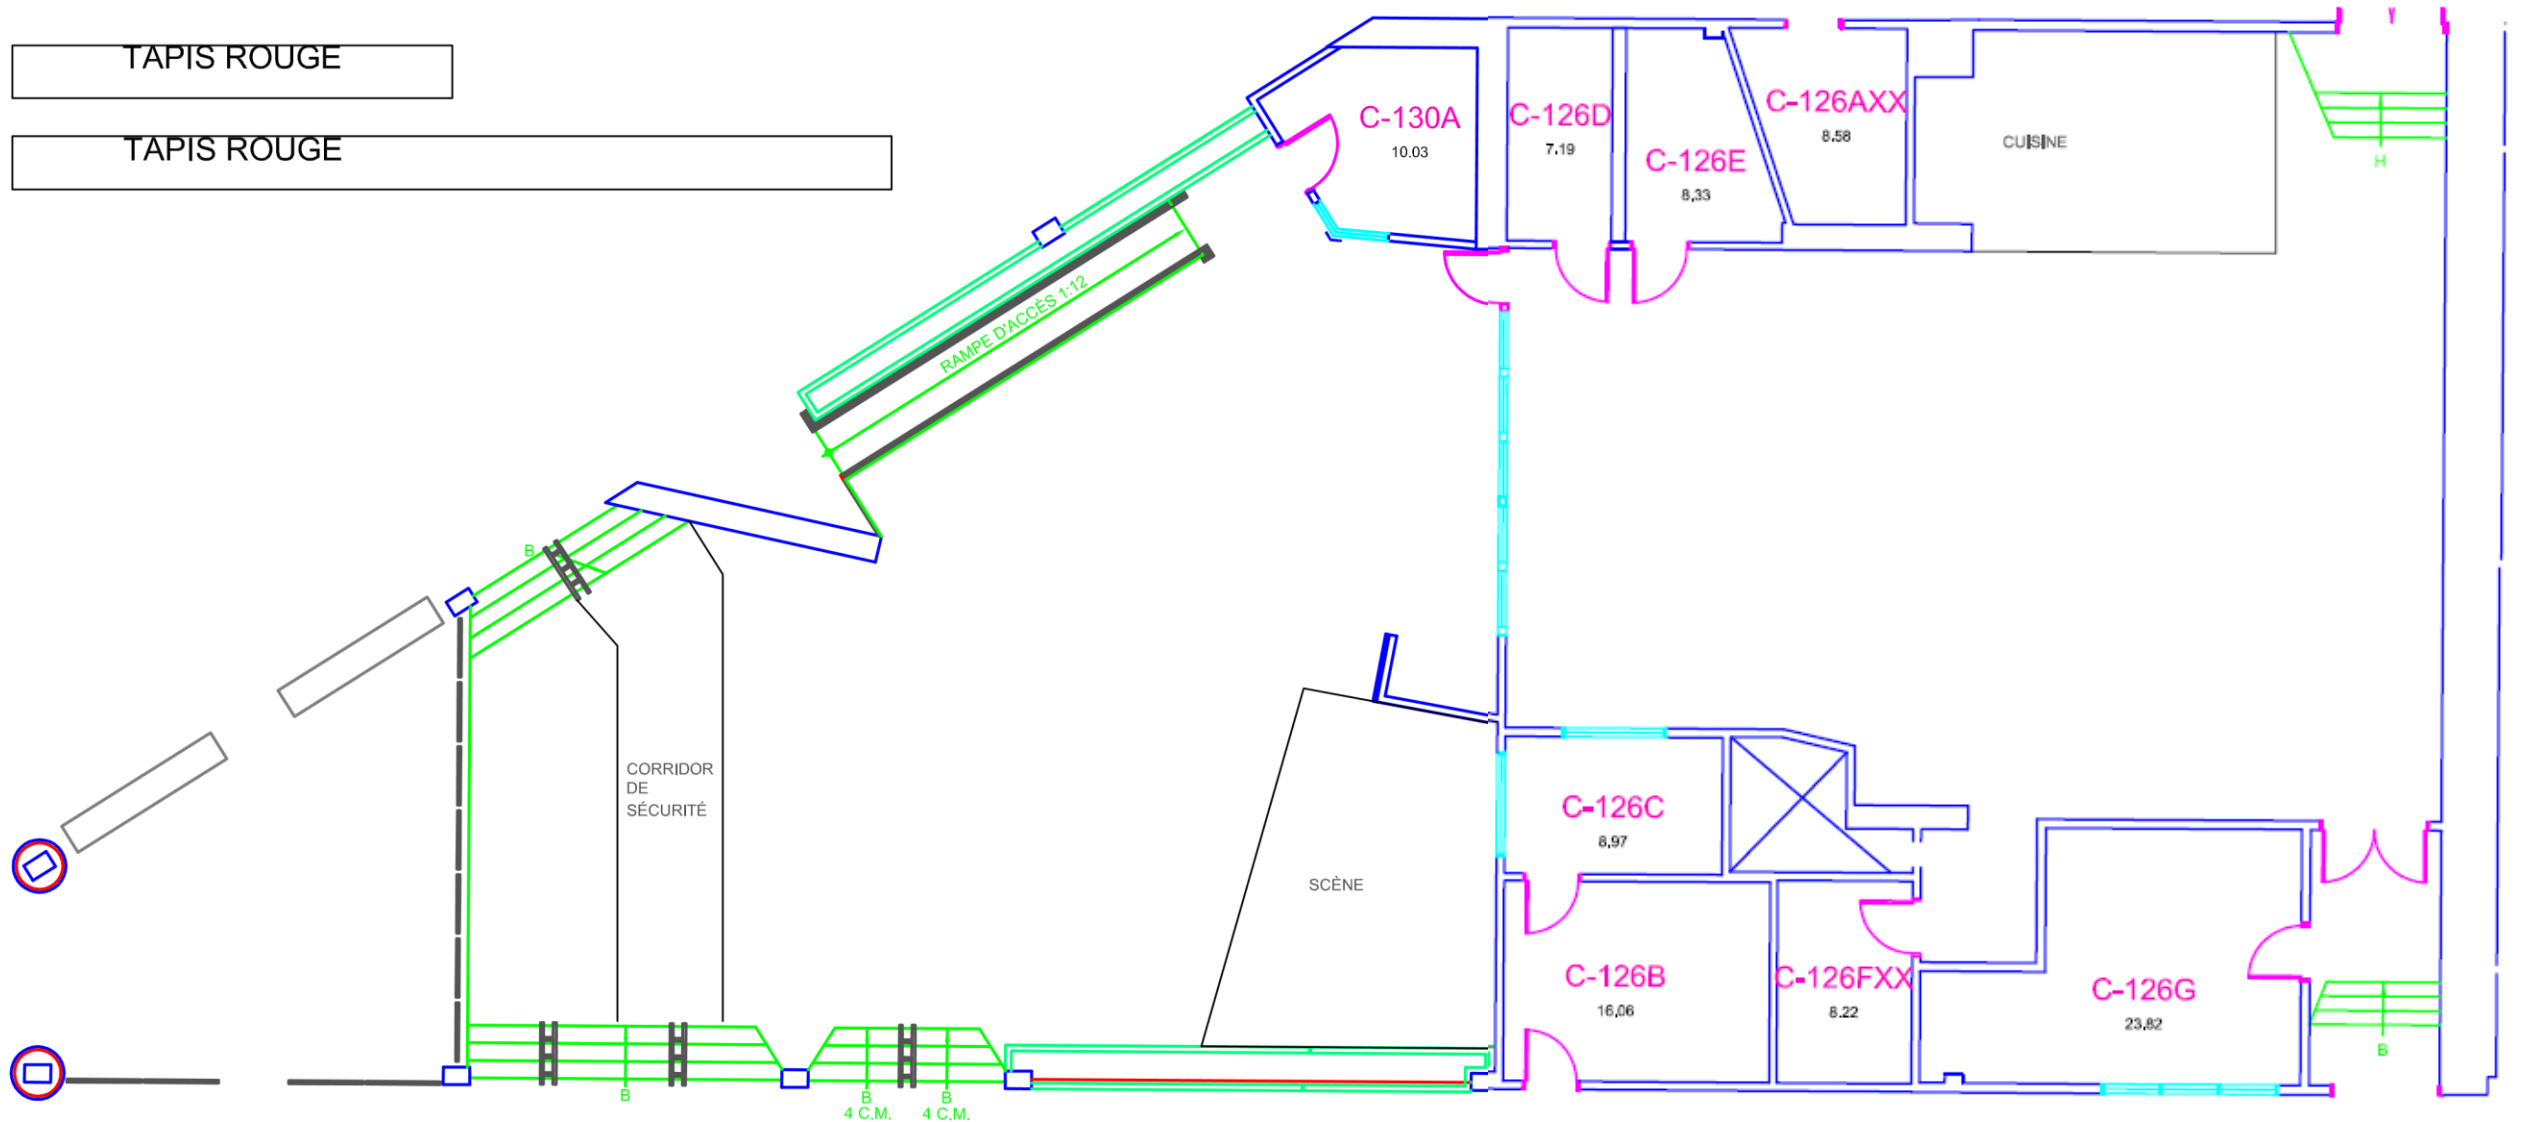 TAPIS ROUGE
TAPIS ROUGE
C-130A
10.03
C-126D
7.19
C-126E
8,33
C-126AXX
8.58
CUISINE
H
RAMPE D'ACCÈS 1:12
B
CORRIDOR
DE
SÉCURITÉ
SCÈNE
C-126C
8,97
C-126B
16,06
C-126FXX
8.22
C-126G
23,82
B
B
B
4 C.M.
B
4 C.M.